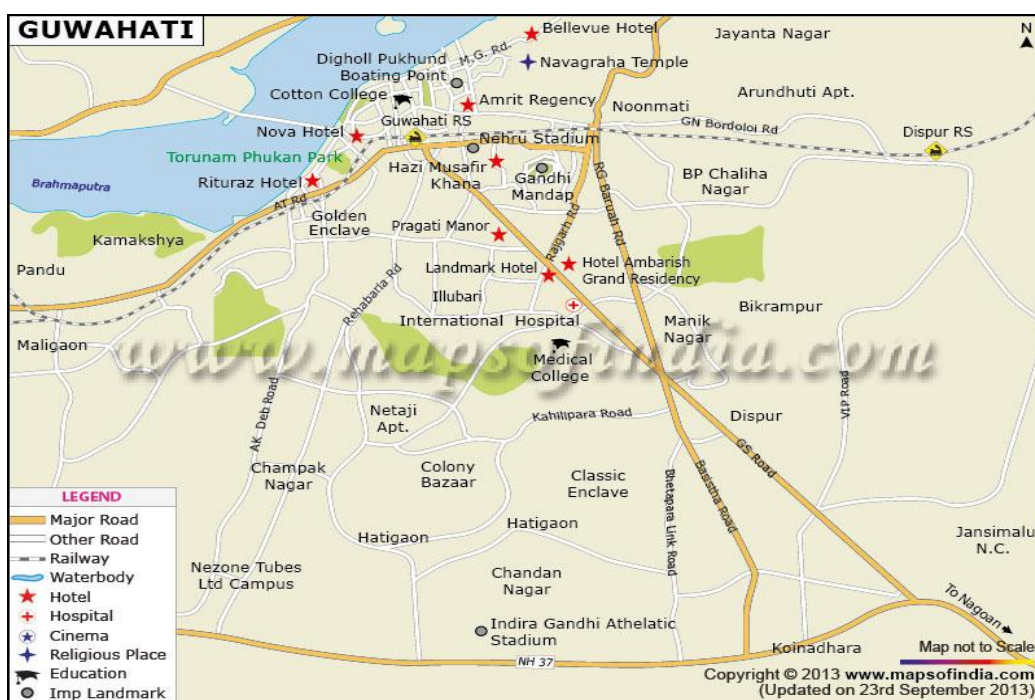 GUWAHATI
N
Bellevue Hotel
Jayanta Nagar
M.G. Rd.
Digholl Pukhund
Boating Point
Navagraha Temple
Cotton College
Amrit Regency
Arundhuti Apt.
Noonmati
GN Bordoloi Rd
Guwahati RS
Nova Hotel
Nehru Stadium
Dispur RS
Torunam Phukan Park
Hazi Musafir
Khana
Gandhi
Mandap
RG Baruah Rd
BP Chaliha
Nagar
Brahmaputra
Rituraz Hotel
AT Rd
Golden
Enclave
Kamakshya
Pragati Manor
Rajgarh Rd
Pandu
Landmark Hotel
Hotel Ambarish
Grand Residency
Rehabaria Rd
Illubari
Bikrampur
International Hospital
Manik
Nagar
Maligaon
www.mapsofindia.com
Medical
College
Netaji
Apt.
Kahilipara Road
Dispur
VIP Road
AK Deb Road
GS Road
Champak
Nagar
Colony
Bazaar
Classic
Enclave
Bhetapara Link Road
Basistha Road
Hatigaon
Hatigaon
Jansimalu
N.C.
Nezone Tubes
Ltd Campus
Chandan
Nagar
To Nagoan
Indira Gandhi Athelatic
Stadium
Koinadhara
NH 37
LEGEND
Major Road
Other Road
Railway
Waterbody
Hotel
Hospital
Cinema
Religious Place
Education
Imp Landmark
Map not to Scale
Copyright © 2013 www.mapsofindia.com
(Updated on 23rd September 2013)